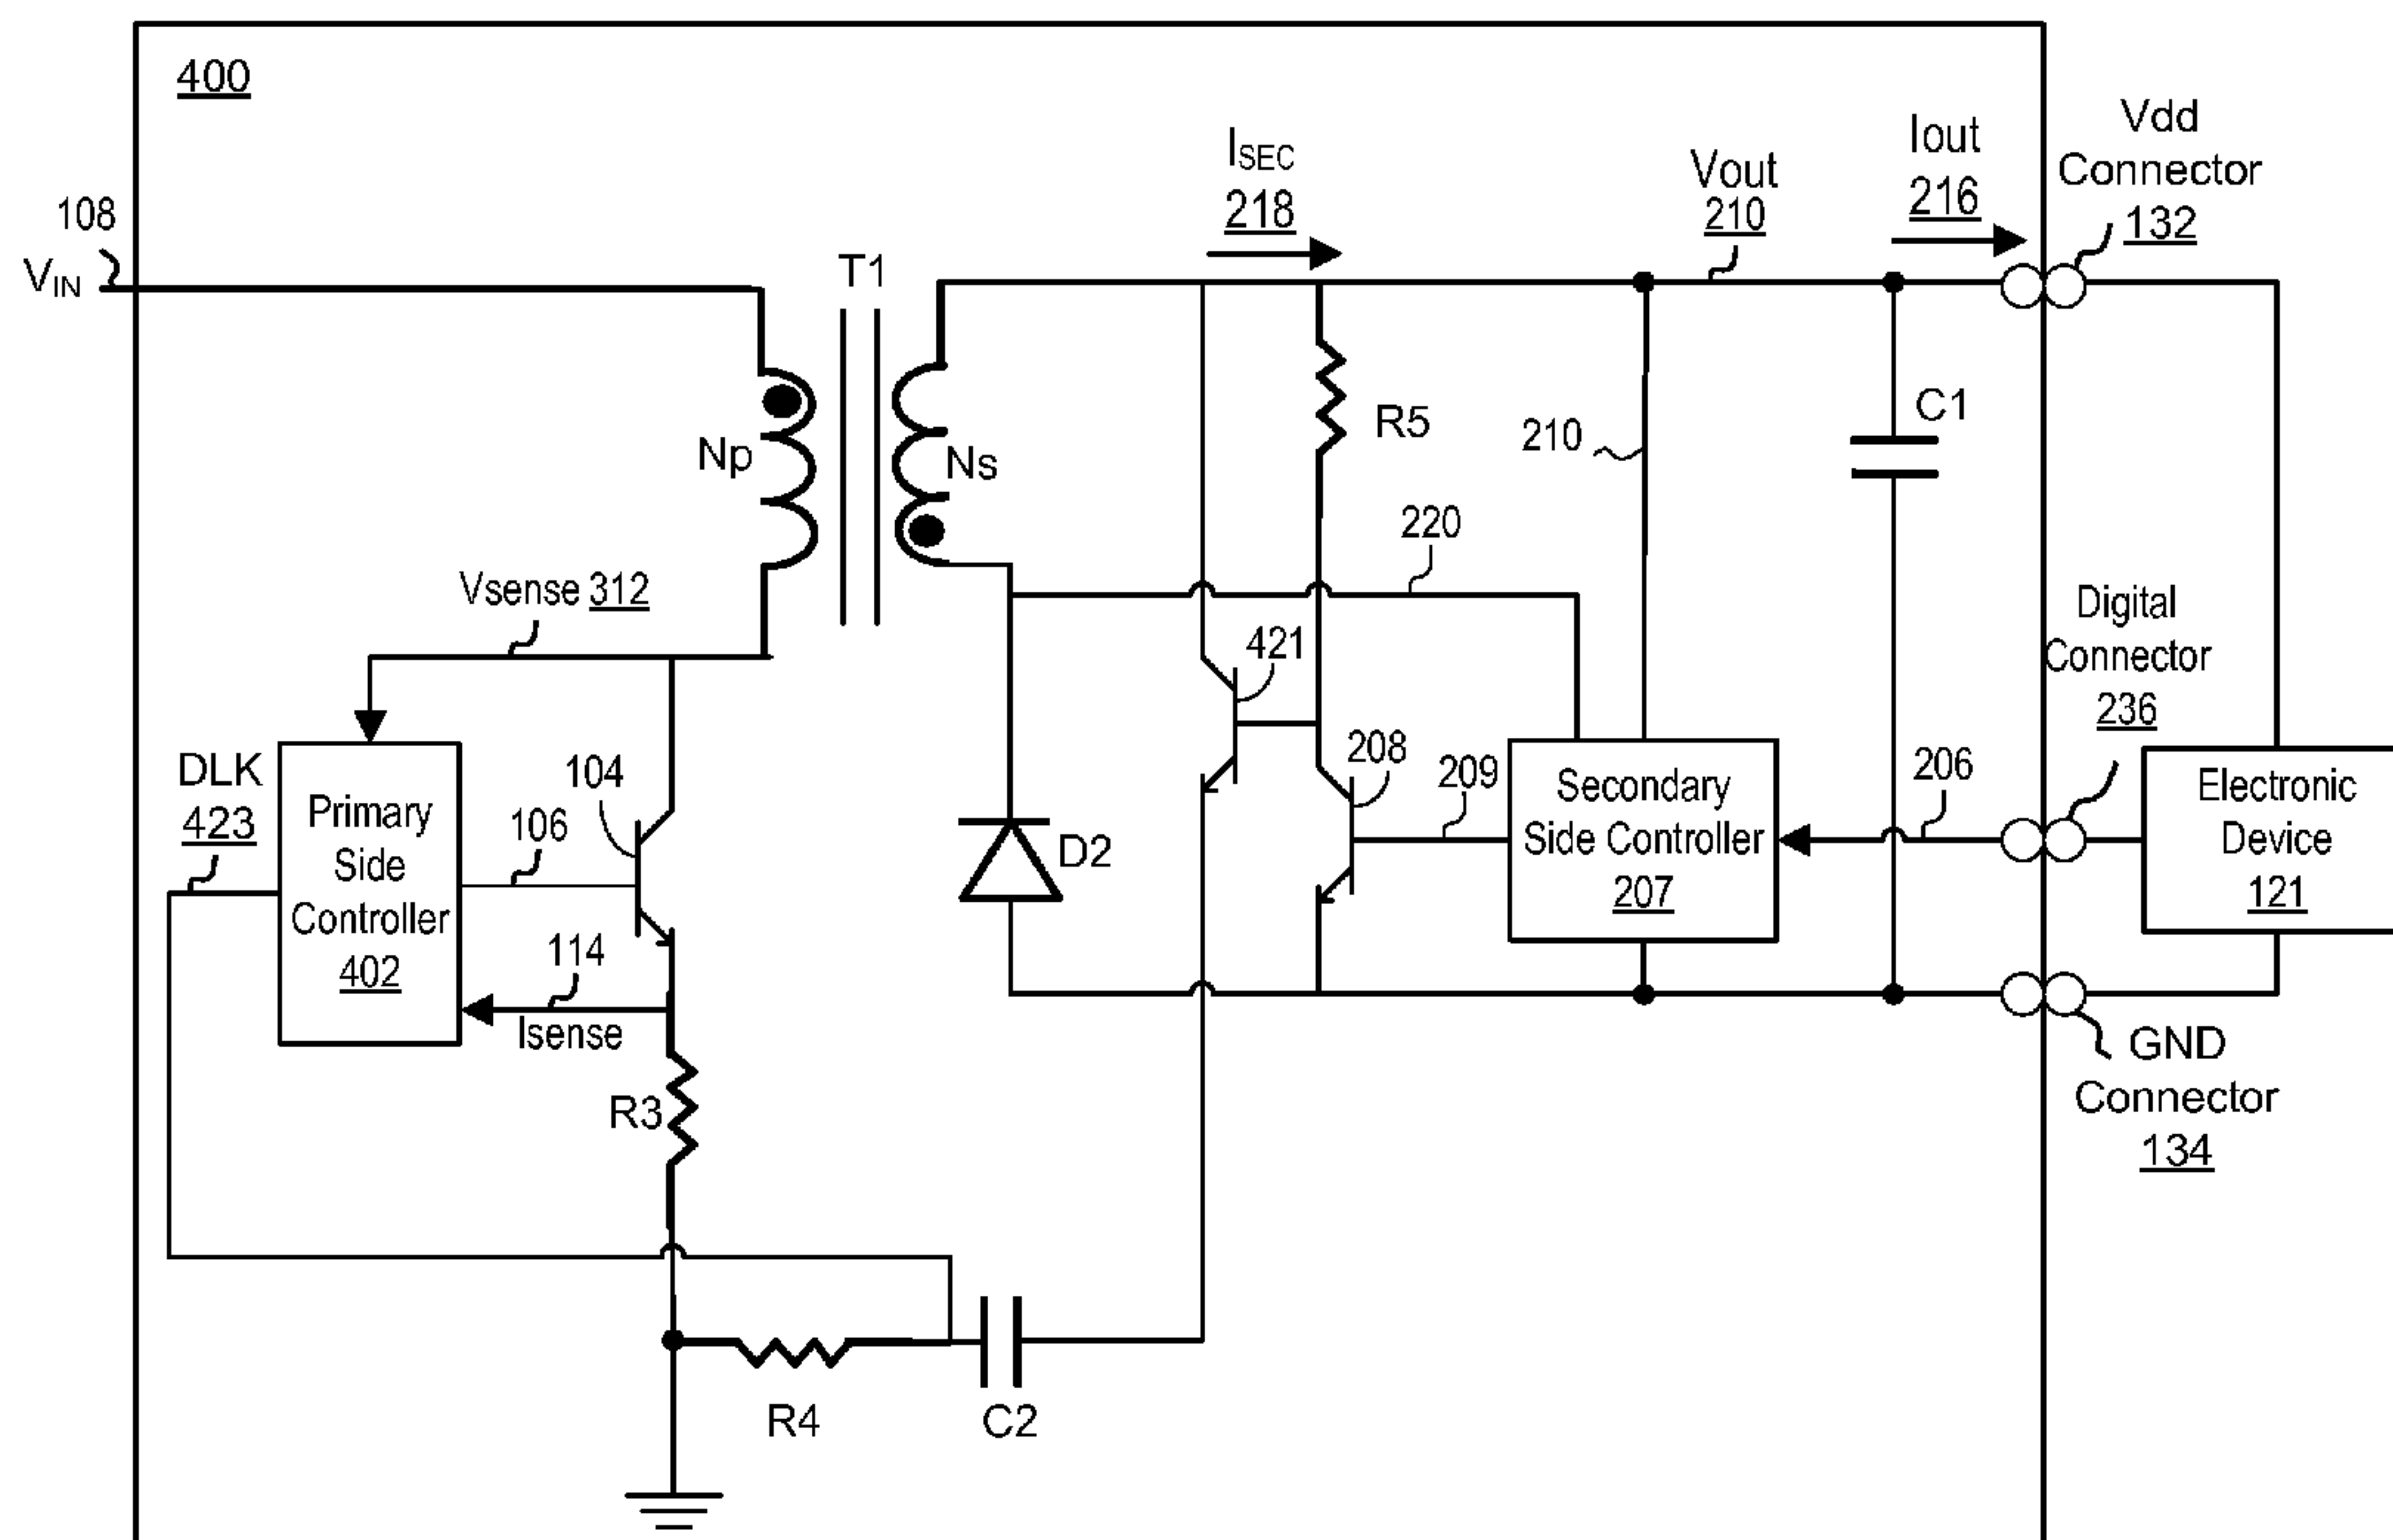 400
108
V_IN
T1
Np
Ns
I_SEC
218
Vout
210
Iout
216
Vdd
Connector
132
R5
210
C1
220
Vsense 312
421
Digital
Connector
236
DLK
423
Primary
Side
Controller
402
106
104
114
Isense
D2
208
209
Secondary
Side Controller
207
206
Electronic
Device
121
R3
GND
Connector
134
R4
C2